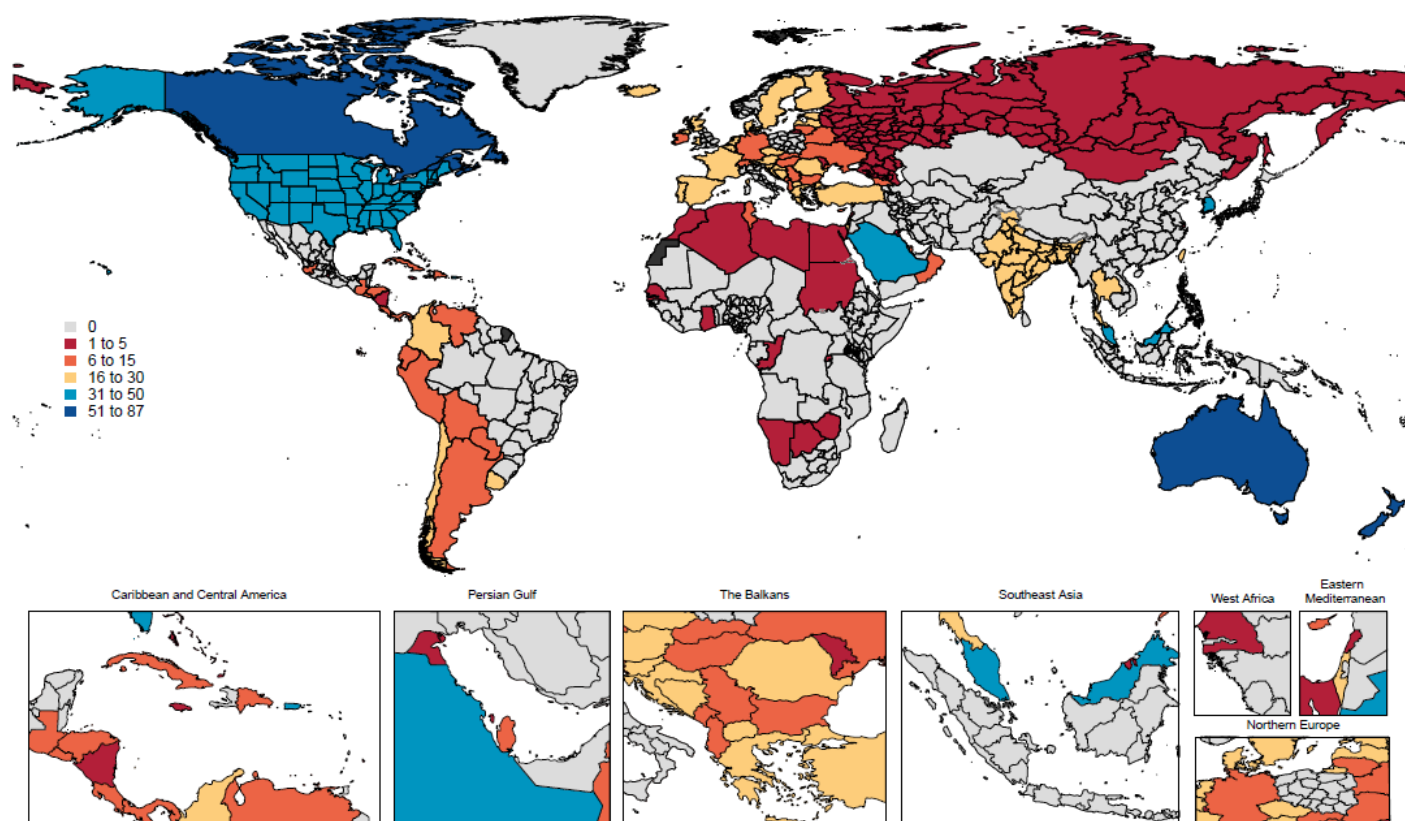 0
1 to 5
6 to 15
16 to 30
31 to 50
51 to 87
Caribbean and Central America
Persian Gulf
The Balkans
Southeast Asia
West Africa
Eastern
Mediterranean
Northern Europe